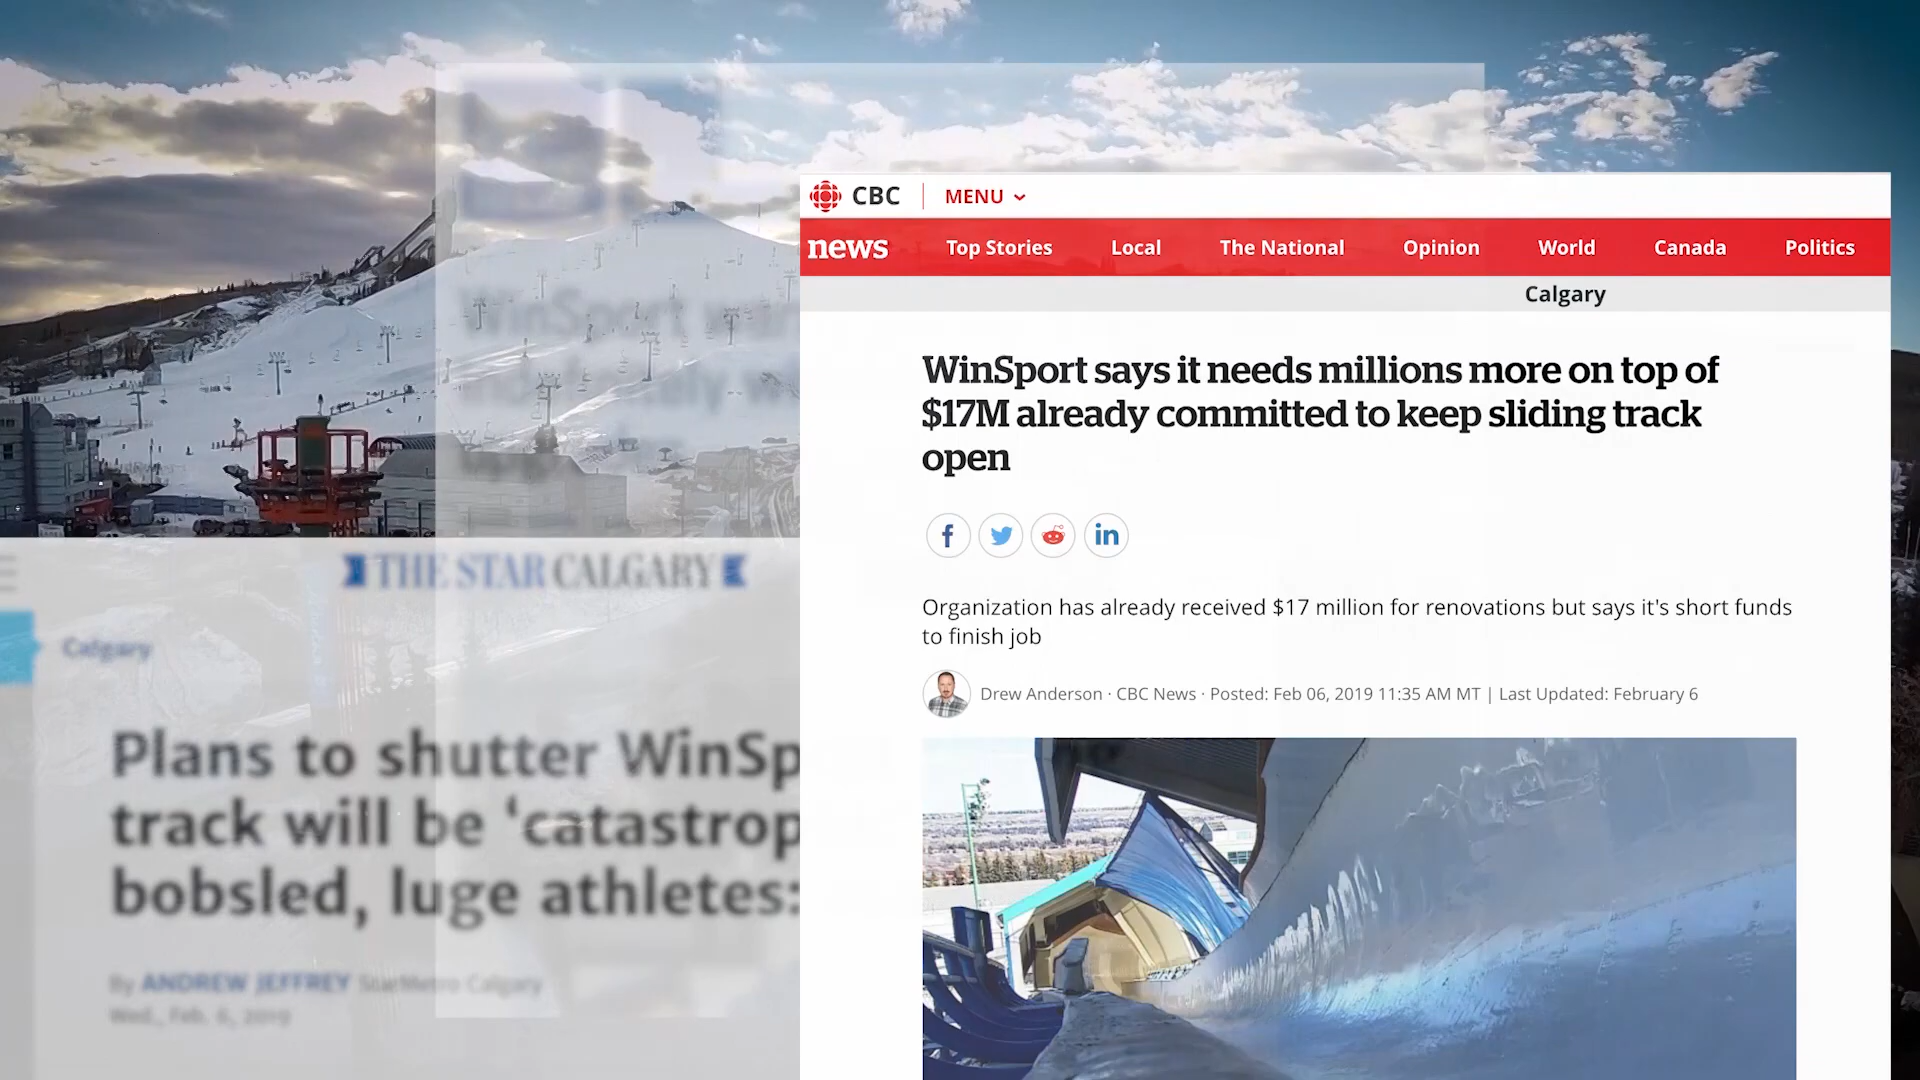 CBC
MENU
news
Top Stories
Local
The National
Opinion
World
Canada
Politics
Calgary
WinSport says it needs millions more on top of
$17M already committed to keep sliding track
open
Organization has already received $17 million for renovations but says it's short funds
to finish job
Drew Anderson · CBC News · Posted: Feb 06, 2019 11:35 AM MT | Last Updated: February 6
WinSport
THE STAR CALGARY
Calgary
Plans to shutter WinSp
track will be ‘catastrop
bobsled, luge athletes:
By ANDREW JEFFREY StarMetro Calgary
Wed., Feb. 6, 2019